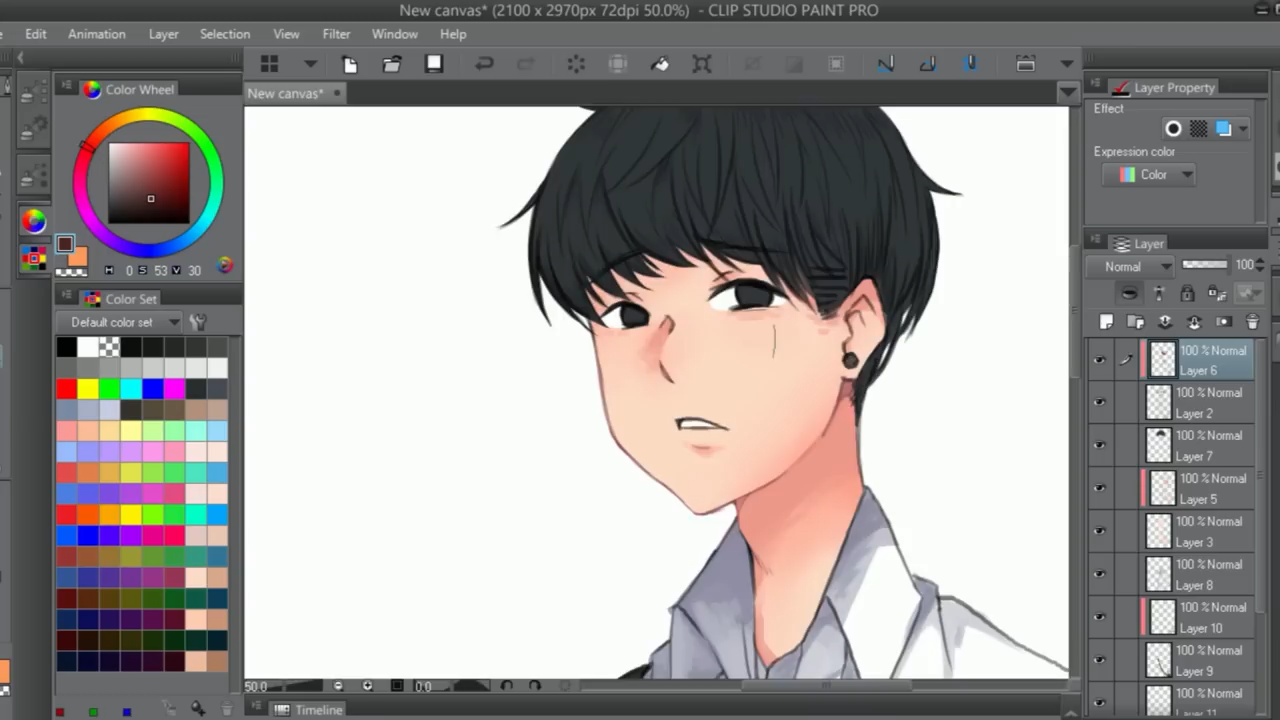 New canvas* (2100 x 2970px 72dpi 50.0%) - CLIP STUDIO PAINT PRO
Edit Animation Layer Selection View Filter Window Help
Color Wheel
New canvas*
Layer Property
Effect
Expression color
Color
H 0 S 53 V 30
Color Set
Default color set
Layer
Normal 100
100 % Normal
Layer 6
100 % Normal
Layer 2
100 % Normal
Layer 7
100 % Normal
Layer 5
100 % Normal
Layer 3
100 % Normal
Layer 8
100 % Normal
Layer 10
100 % Normal
Layer 9
100 % Normal
Layer 11
50.0 0.0
Timeline